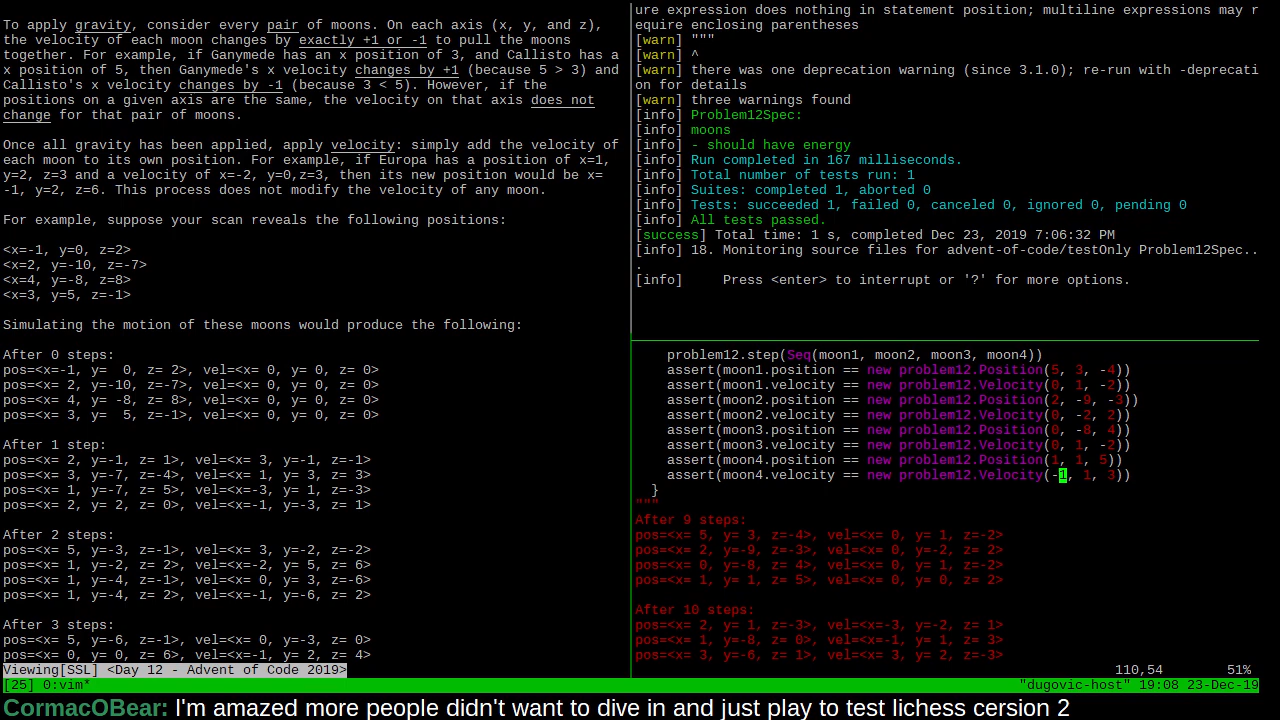 To apply gravity, consider every pair of moons. On each axis (x, y, and z),
the velocity of each moon changes by exactly +1 or -1 to pull the moons
together. For example, if Ganymede has an x position of 3, and Callisto has a
x position of 5, then Ganymede's x velocity changes by +1 (because 5 > 3) and
Callisto's x velocity changes by -1 (because 3 < 5). However, if the
positions on a given axis are the same, the velocity on that axis does not
change for that pair of moons.
Once all gravity has been applied, apply velocity: simply add the velocity of
each moon to its own position. For example, if Europa has a position of x=1,
y=2, z=3 and a velocity of x=-2, y=0,z=3, then its new position would be x=
-1, y=2, z=6. This process does not modify the velocity of any moon.
For example, suppose your scan reveals the following positions:
<x=-1, y=0, z=2>
<x=2, y=-10, z=-7>
<x=4, y=-8, z=8>
<x=3, y=5, z=-1>
Simulating the motion of these moons would produce the following:
After 0 steps:
pos=<x=-1, y=  0, z= 2>, vel=<x= 0, y= 0, z= 0>
pos=<x= 2, y=-10, z=-7>, vel=<x= 0, y= 0, z= 0>
pos=<x= 4, y= -8, z= 8>, vel=<x= 0, y= 0, z= 0>
pos=<x= 3, y=  5, z=-1>, vel=<x= 0, y= 0, z= 0>
After 1 step:
pos=<x= 2, y=-1, z= 1>, vel=<x= 3, y=-1, z=-1>
pos=<x= 3, y=-7, z=-4>, vel=<x= 1, y= 3, z= 3>
pos=<x= 1, y=-7, z= 5>, vel=<x=-3, y= 1, z=-3>
pos=<x= 2, y= 2, z= 0>, vel=<x=-1, y=-3, z= 1>
After 2 steps:
pos=<x= 5, y=-3, z=-1>, vel=<x= 3, y=-2, z=-2>
pos=<x= 1, y=-2, z= 2>, vel=<x=-2, y= 5, z= 6>
pos=<x= 1, y=-4, z=-1>, vel=<x= 0, y= 3, z=-6>
pos=<x= 1, y=-4, z= 2>, vel=<x=-1, y=-6, z= 2>
After 3 steps:
pos=<x= 5, y=-6, z=-1>, vel=<x= 0, y=-3, z= 0>
pos=<x= 0, y= 0, z= 6>, vel=<x=-1, y= 2, z= 4>
Viewing[SSL] <Day 12 - Advent of Code 2019>
ure expression does nothing in statement position; multiline expressions may r
equire enclosing parentheses
[warn] """
[warn] ^
[warn] there was one deprecation warning (since 3.1.0); re-run with -deprecati
on for details
[warn] three warnings found
[info] Problem12Spec:
[info] moons
[info] - should have energy
[info] Run completed in 167 milliseconds.
[info] Total number of tests run: 1
[info] Suites: completed 1, aborted 0
[info] Tests: succeeded 1, failed 0, canceled 0, ignored 0, pending 0
[info] All tests passed.
[success] Total time: 1 s, completed Dec 23, 2019 7:06:32 PM
[info] 18. Monitoring source files for advent-of-code/testOnly Problem12Spec..
.
[info]     Press <enter> to interrupt or '?' for more options.
problem12.step(Seq(moon1, moon2, moon3, moon4))
assert(moon1.position == new problem12.Position(5, 3, -4))
assert(moon1.velocity == new problem12.Velocity(0, 1, -2))
assert(moon2.position == new problem12.Position(2, -9, -3))
assert(moon2.velocity == new problem12.Velocity(0, -2, 2))
assert(moon3.position == new problem12.Position(0, -8, 4))
assert(moon3.velocity == new problem12.Velocity(0, 1, -2))
assert(moon4.position == new problem12.Position(1, 1, 5))
assert(moon4.velocity == new problem12.Velocity(-1, 1, 3))
}
"""
After 9 steps:
pos=<x= 5, y= 3, z=-4>, vel=<x= 0, y= 1, z=-2>
pos=<x= 2, y=-9, z=-3>, vel=<x= 0, y=-2, z= 2>
pos=<x= 0, y=-8, z= 4>, vel=<x= 0, y= 1, z=-2>
pos=<x= 1, y= 1, z= 5>, vel=<x= 0, y= 0, z= 2>
After 10 steps:
pos=<x= 2, y= 1, z=-3>, vel=<x=-3, y=-2, z= 1>
pos=<x= 1, y=-8, z= 0>, vel=<x=-1, y= 1, z= 3>
pos=<x= 3, y=-6, z= 1>, vel=<x= 3, y= 2, z=-3>
110,54 51%
[25] 0:vim* "dugovic-host" 19:08 23-Dec-19
CormacOBear: I'm amazed more people didn't want to dive in and just play to test lichess cersion 2